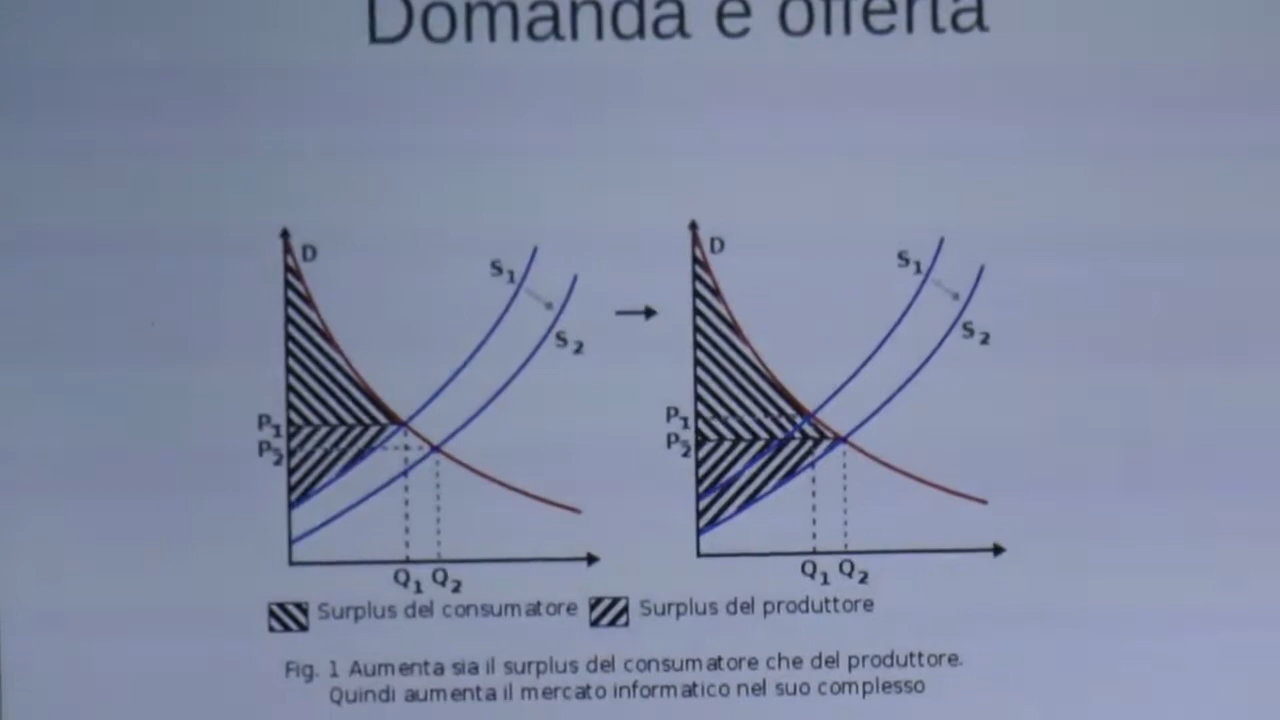 Domanda e offerta
D
S1
S2
P1
P2
Q1 Q2
D
S1
S2
P1
P2
Q1 Q2
Surplus del consumatore Surplus del produttore
Fig. 1 Aumenta sia il surplus del consumatore che del produttore.
Quindi aumenta il mercato informatico nel suo complesso